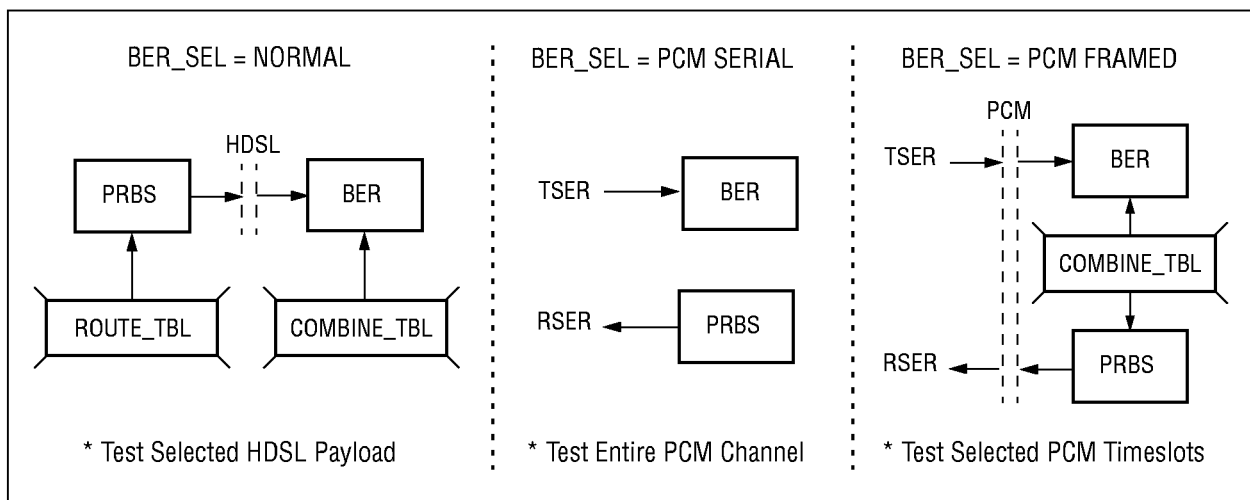 BER_SEL = NORMAL
HDSL
PRBS
BER
ROUTE_TBL
COMBINE_TBL
* Test Selected HDSL Payload
BER_SEL = PCM SERIAL
TSER
BER
RSER
PRBS
* Test Entire PCM Channel
BER_SEL = PCM FRAMED
PCM
TSER
BER
COMBINE_TBL
RSER
PRBS
* Test Selected PCM Timeslots